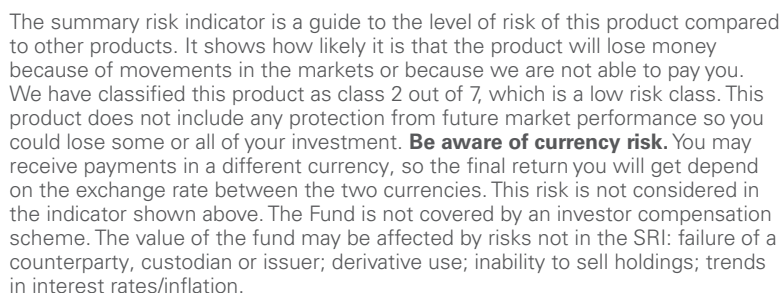 The summary risk indicator is a guide to the level of risk of this product compared
to other products. It shows how likely it is that the product will lose money
because of movements in the markets or because we are not able to pay you.
We have classified this product as class 2 out of 7, which is a low risk class. This
product does not include any protection from future market performance so you
could lose some or all of your investment. Be aware of currency risk. You may
receive payments in a different currency, so the final return you will get depend
on the exchange rate between the two currencies. This risk is not considered in
the indicator shown above. The Fund is not covered by an investor compensation
scheme. The value of the fund may be affected by risks not in the SRI: failure of a
counterparty, custodian or issuer; derivative use; inability to sell holdings; trends
in interest rates/inflation.